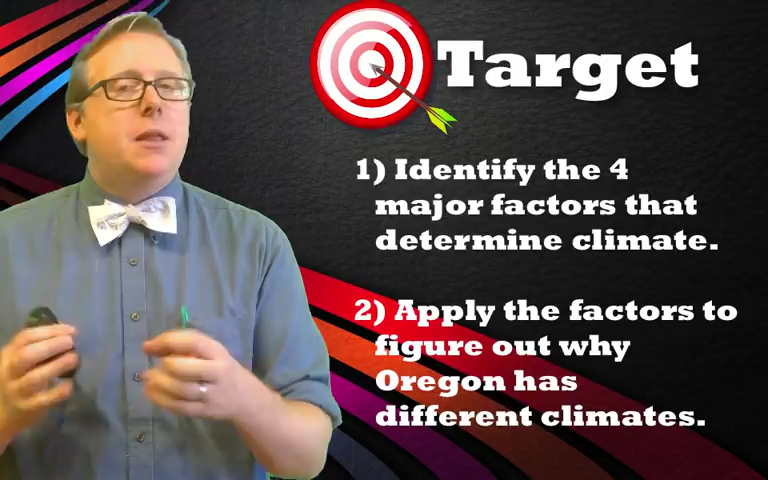 Target
1) Identify the 4
major factors that
determine climate.
2) Apply the factors to
figure out why
Oregon has
different climates.